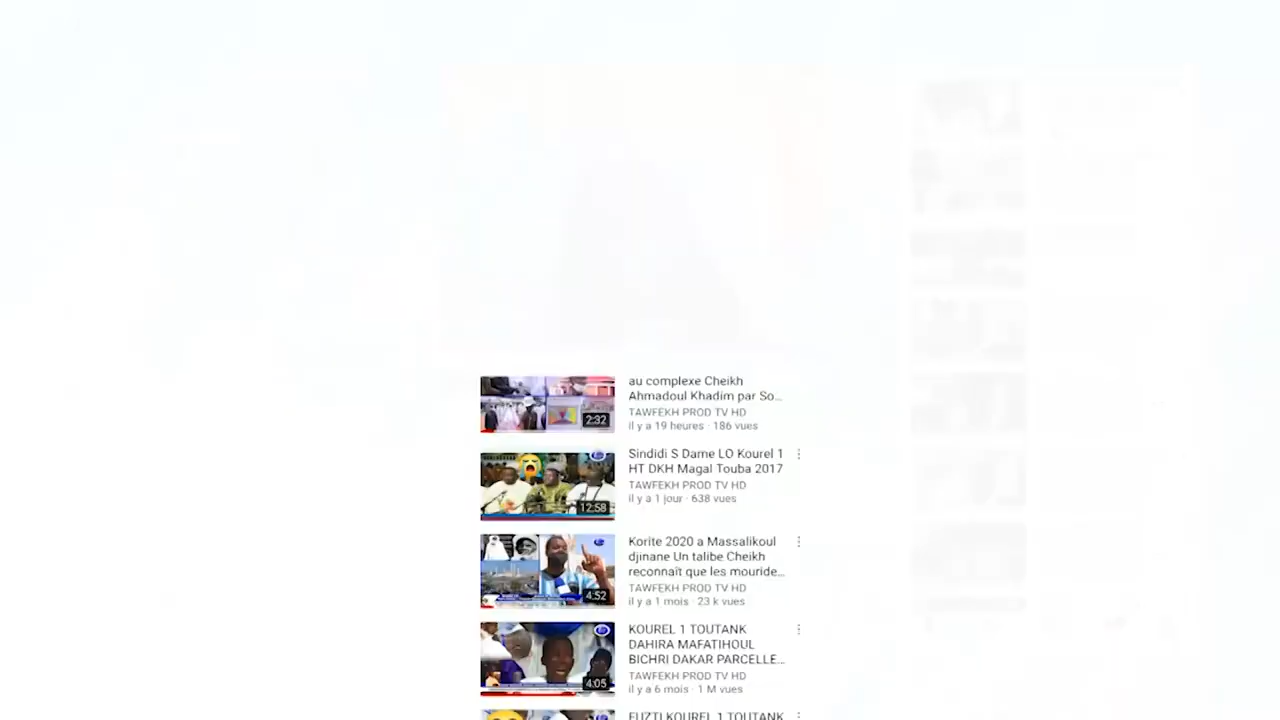 au complexe Cheikh
Ahmadoul Khadim par So...
TAWFEKH PROD TV HD
il y a 19 heures · 186 vues
2:32
Sindidi S Dame LO Kourel 1
HT DKH Magal Touba 2017
TAWFEKH PROD TV HD
il y a 1 jour · 638 vues
12:58
Korite 2020 a Massalikoul
djinane Un talibe Cheikh
reconnaît que les mouride...
TAWFEKH PROD TV HD
il y a 1 mois · 23 k vues
4:52
KOUREL 1 TOUTANK
DAHIRA MAFATIHOUL
BICHRI DAKAR PARCELLE...
TAWFEKH PROD TV HD
il y a 6 mois · 1 M vues
4:05
FUZTI KOUREL 1 TOUTANK